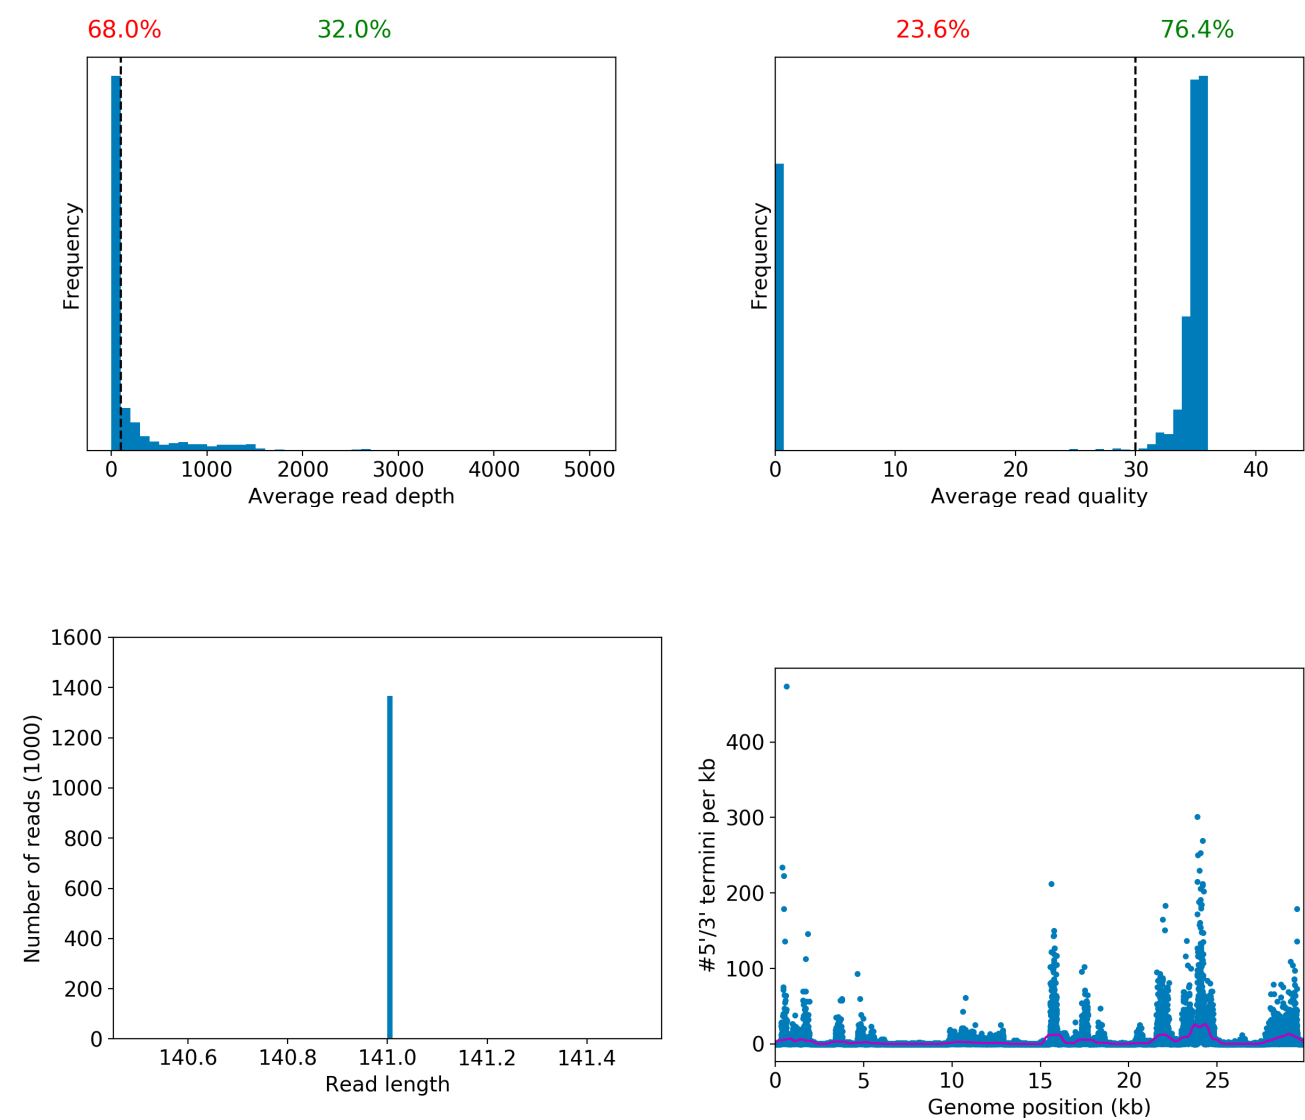 68.0% 32.0%
Frequency
0 1000 2000 3000 4000 5000
Average read depth
23.6% 76.4%
Frequency
0 10 20 30 40
Average read quality
1600
1400
1200
1000
800
600
400
200
0
Number of reads (1000)
140.6 140.8 141.0 141.2 141.4
Read length
400
300
200
100
0
#5'/3' termini per kb
0 5 10 15 20 25
Genome position (kb)